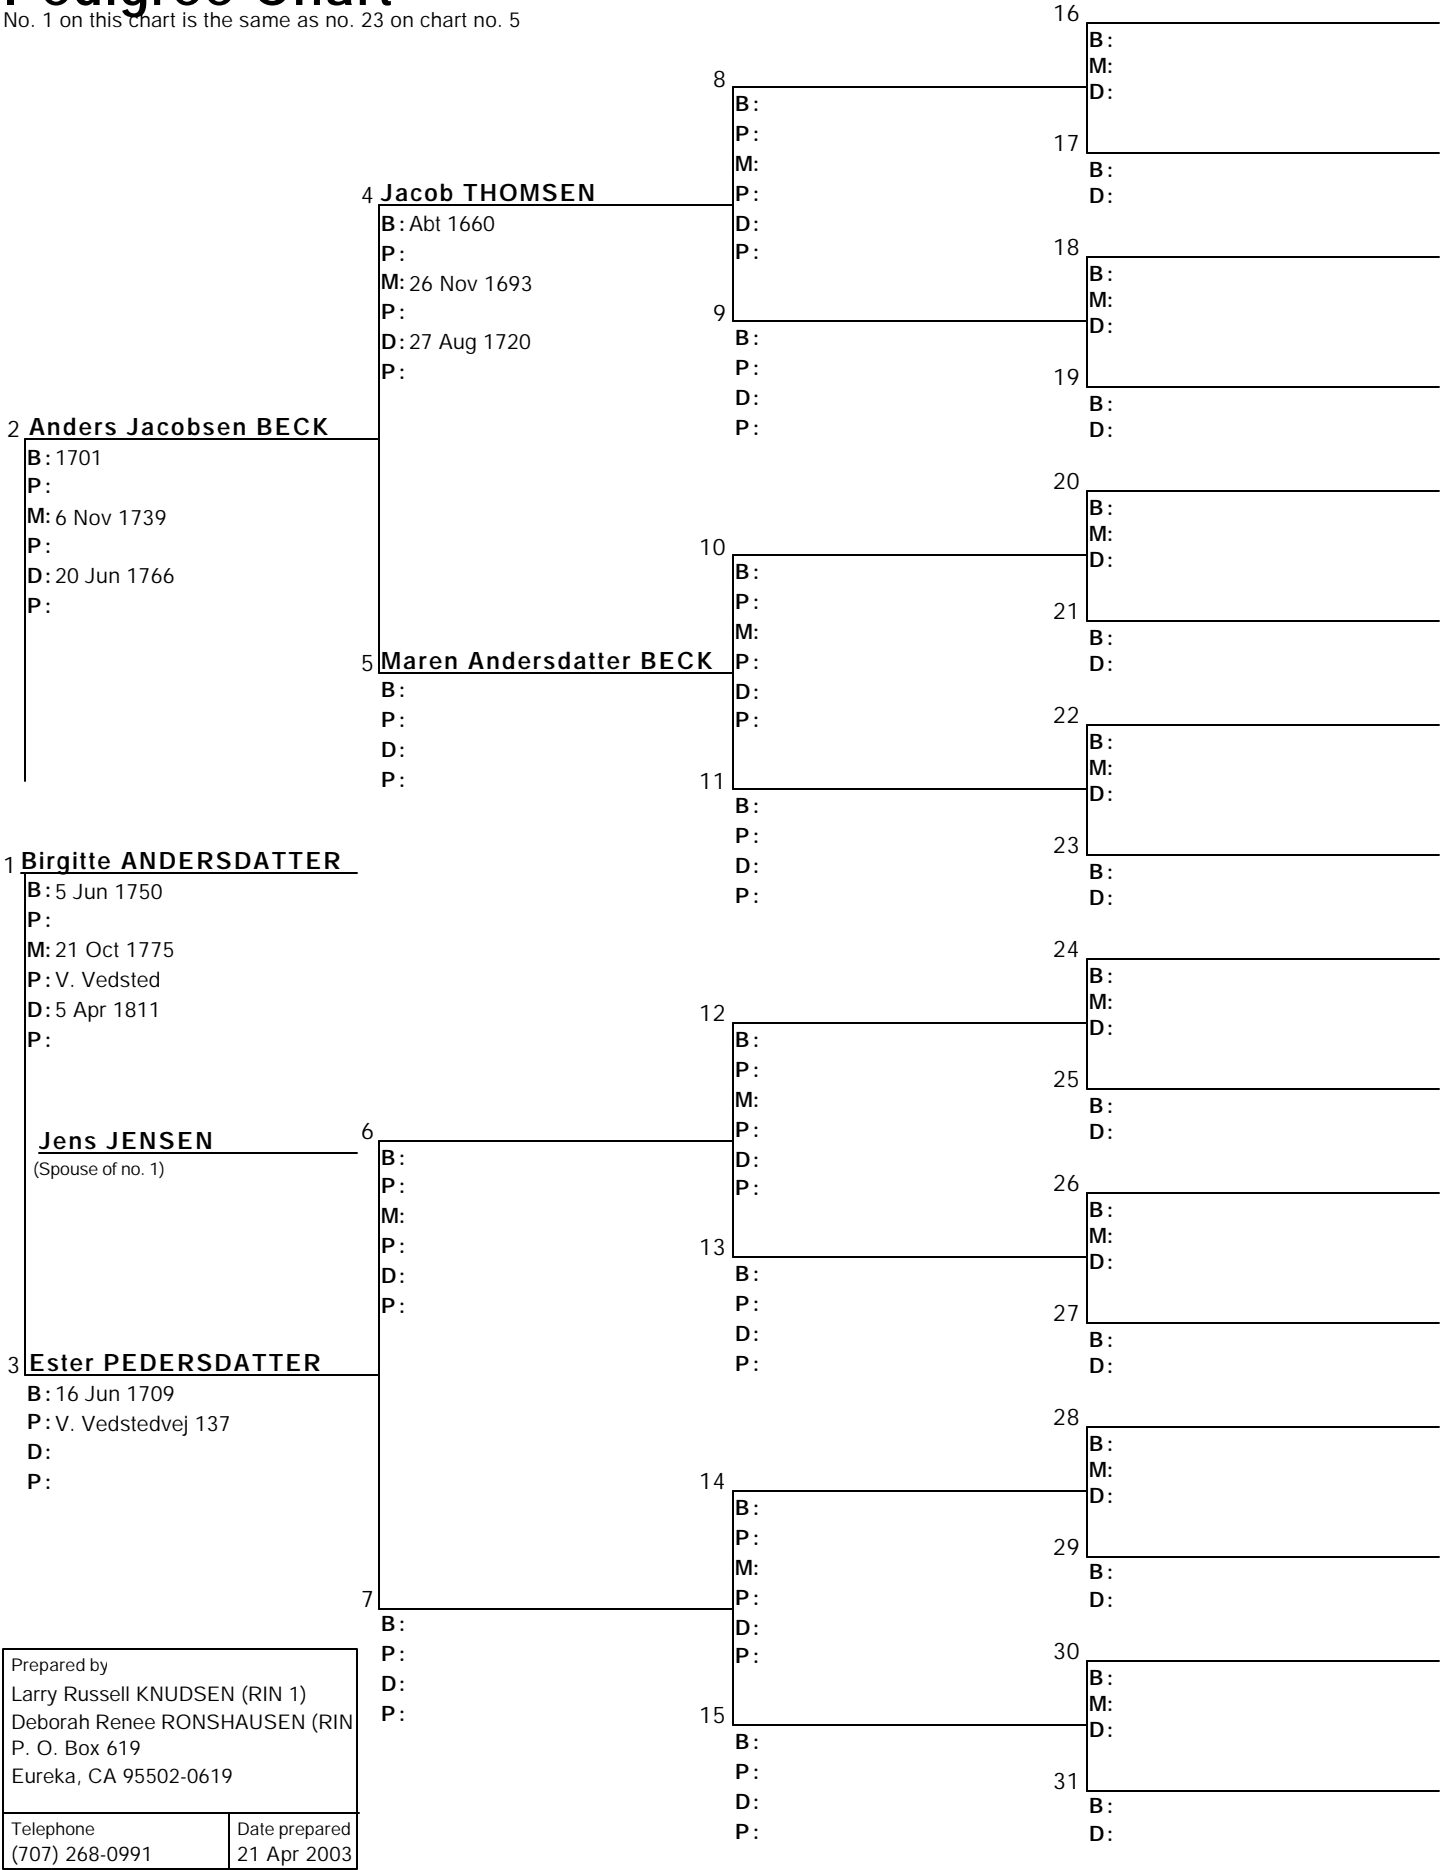 Pedigree Chart
No. 1 on this chart is the same as no. 23 on chart no. 5
2 Anders Jacobsen BECK
B: 1701
P:
M: 6 Nov 1739
P:
D: 20 Jun 1766
P:
1 Birgitte ANDERSDATTER
B: 5 Jun 1750
P:
M: 21 Oct 1775
P: V. Vedsted
D: 5 Apr 1811
P:
Jens JENSEN
(Spouse of no. 1)
3 Ester PEDERSDATTER
B: 16 Jun 1709
P: V. Vedstedvej 137
D:
P:
4 Jacob THOMSEN
B: Abt 1660
P:
M: 26 Nov 1693
P:
D: 27 Aug 1720
P:
5 Maren Andersdatter BECK
B:
P:
D:
P:
6
B:
P:
M:
P:
D:
P:
7
B:
P:
D:
P:
8
B:
P:
M:
P:
D:
P:
9
B:
P:
D:
P:
10
B:
P:
M:
P:
D:
P:
11
B:
P:
D:
P:
12
B:
P:
M:
P:
D:
P:
13
B:
P:
D:
P:
14
B:
P:
M:
P:
D:
P:
15
B:
P:
D:
P:
16
B:
M:
D:
17
B:
D:
18
B:
M:
D:
19
B:
D:
20
B:
M:
D:
21
B:
D:
22
B:
M:
D:
23
B:
D:
24
B:
M:
D:
25
B:
D:
26
B:
M:
D:
27
B:
D:
28
B:
M:
D:
29
B:
D:
30
B:
M:
D:
31
B:
D:
Prepared by
Larry Russell KNUDSEN (RIN 1)
Deborah Renee RONSHAUSEN (RIN
P. O. Box 619
Eureka, CA 95502-0619
Telephone
(707) 268-0991
Date prepared
21 Apr 2003